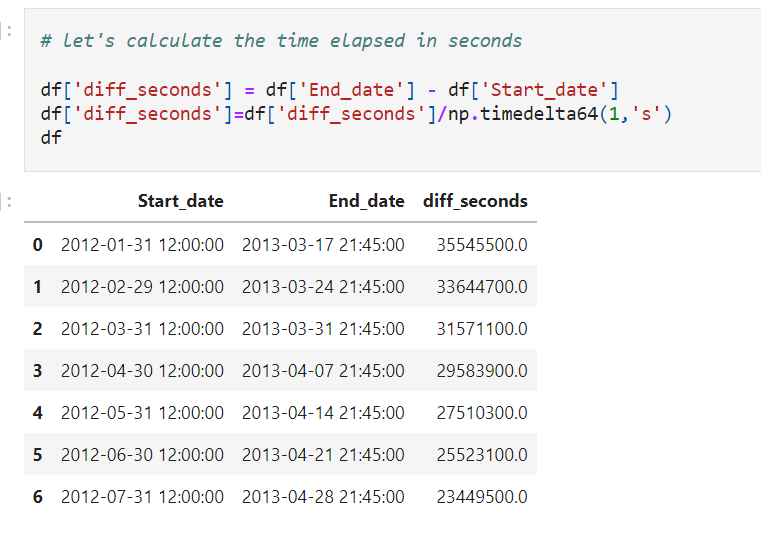 ]:
# Let's calculate the time elapsed in seconds
df['diff_seconds'] = df['End_date'] - df['Start_date']
df['diff_seconds']=df['diff_seconds']/np.timedelta64(1,'s')
df
]:
Start_date End_date diff_seconds
0 2012-01-31 12:00:00 2013-03-17 21:45:00 35545500.0
1 2012-02-29 12:00:00 2013-03-24 21:45:00 33644700.0
2 2012-03-31 12:00:00 2013-03-31 21:45:00 31571100.0
3 2012-04-30 12:00:00 2013-04-07 21:45:00 29583900.0
4 2012-05-31 12:00:00 2013-04-14 21:45:00 27510300.0
5 2012-06-30 12:00:00 2013-04-21 21:45:00 25523100.0
6 2012-07-31 12:00:00 2013-04-28 21:45:00 23449500.0